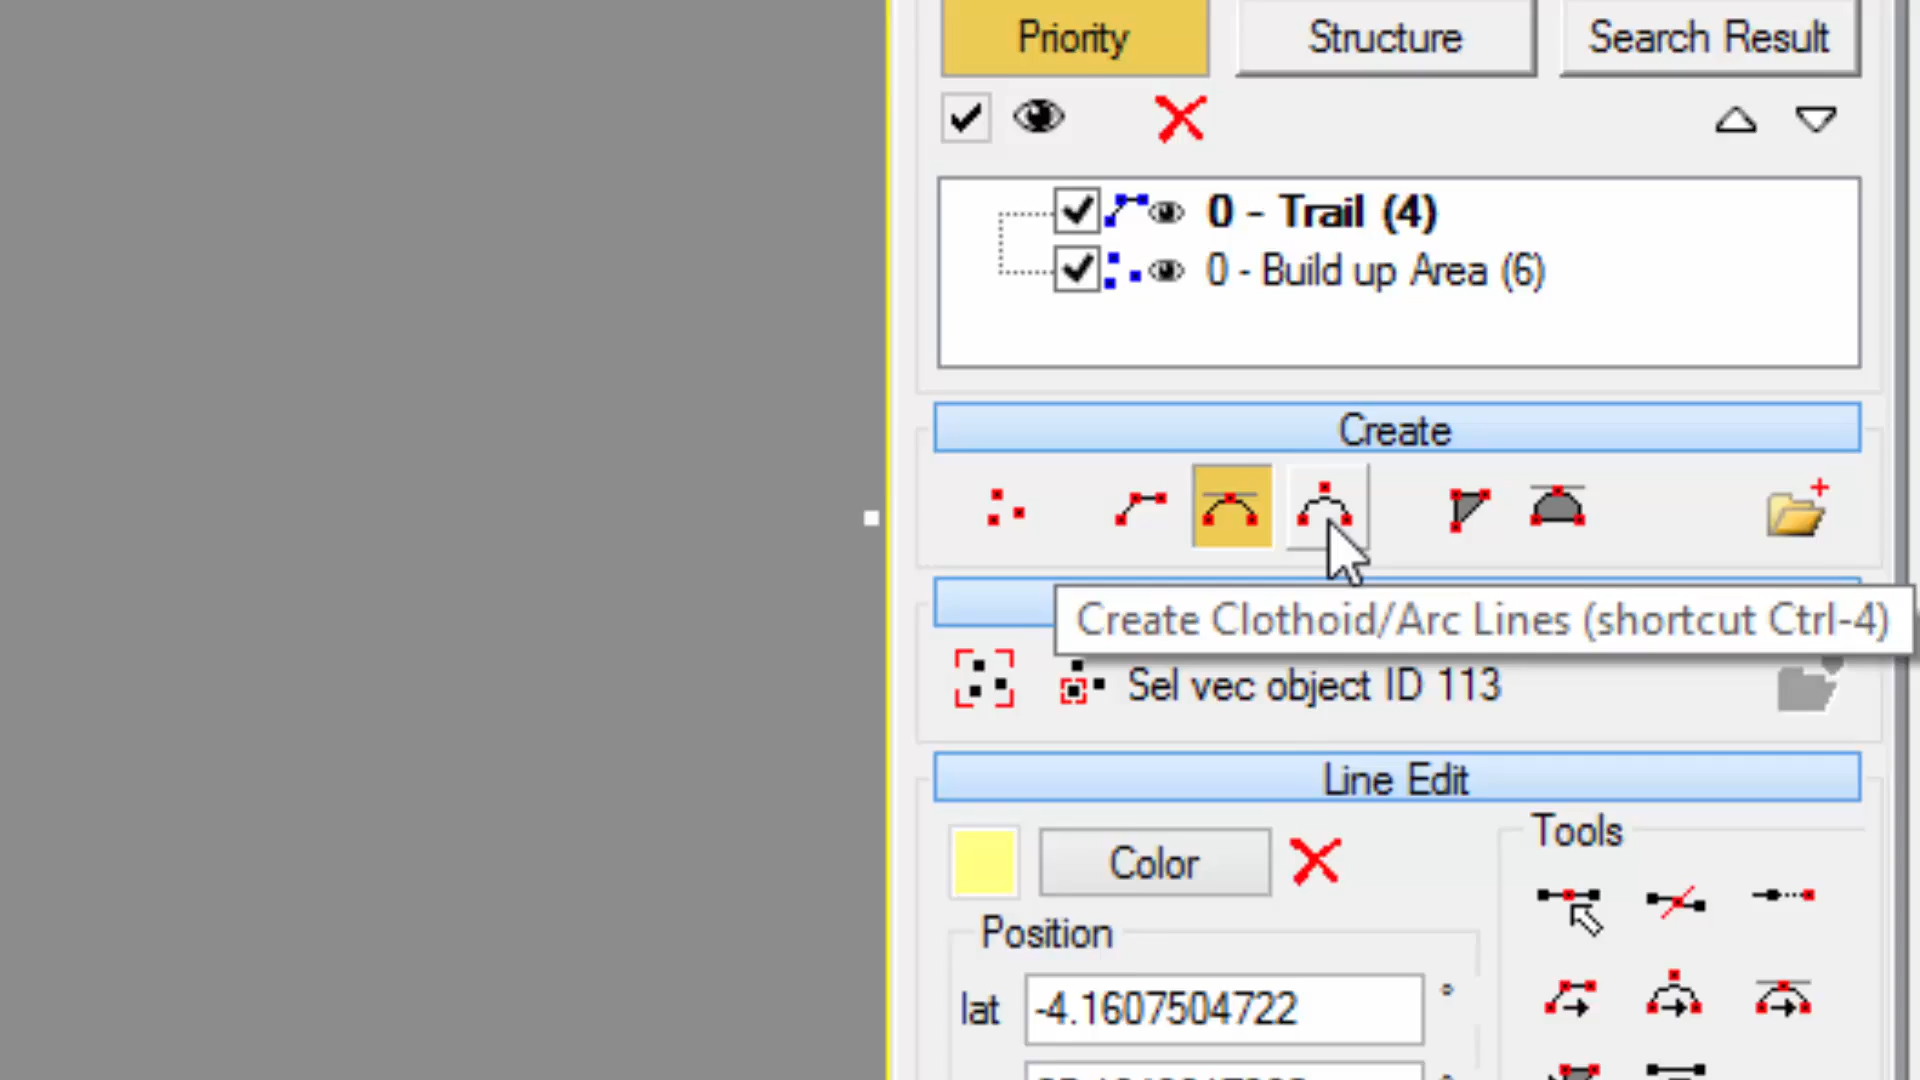 Priority
Structure
Search Result
0 - Trail (4)
0 - Build up Area (6)
Create
Create Clothoid/Arc Lines (shortcut Ctrl-4)
Sel vec object ID 113
Line Edit
Color
Tools
Position
lat -4.1607504722 °